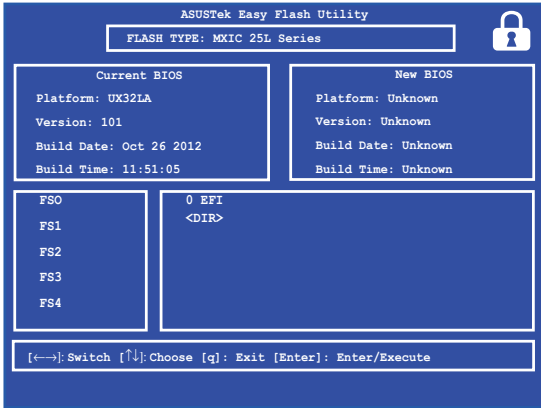 ASUSTek Easy Flash Utility
FLASH TYPE: MXIC 25L Series
Current BIOS
Platform: UX32LA
Version: 101
Build Date: Oct 26 2012
Build Time: 11:51:05
New BIOS
Platform: Unknown
Version: Unknown
Build Date: Unknown
Build Time: Unknown
FSO
FS1
FS2
FS3
FS4
0 EFI
<DIR>
[←→]: Switch [↑↓]: Choose [q]: Exit [Enter]: Enter/Execute